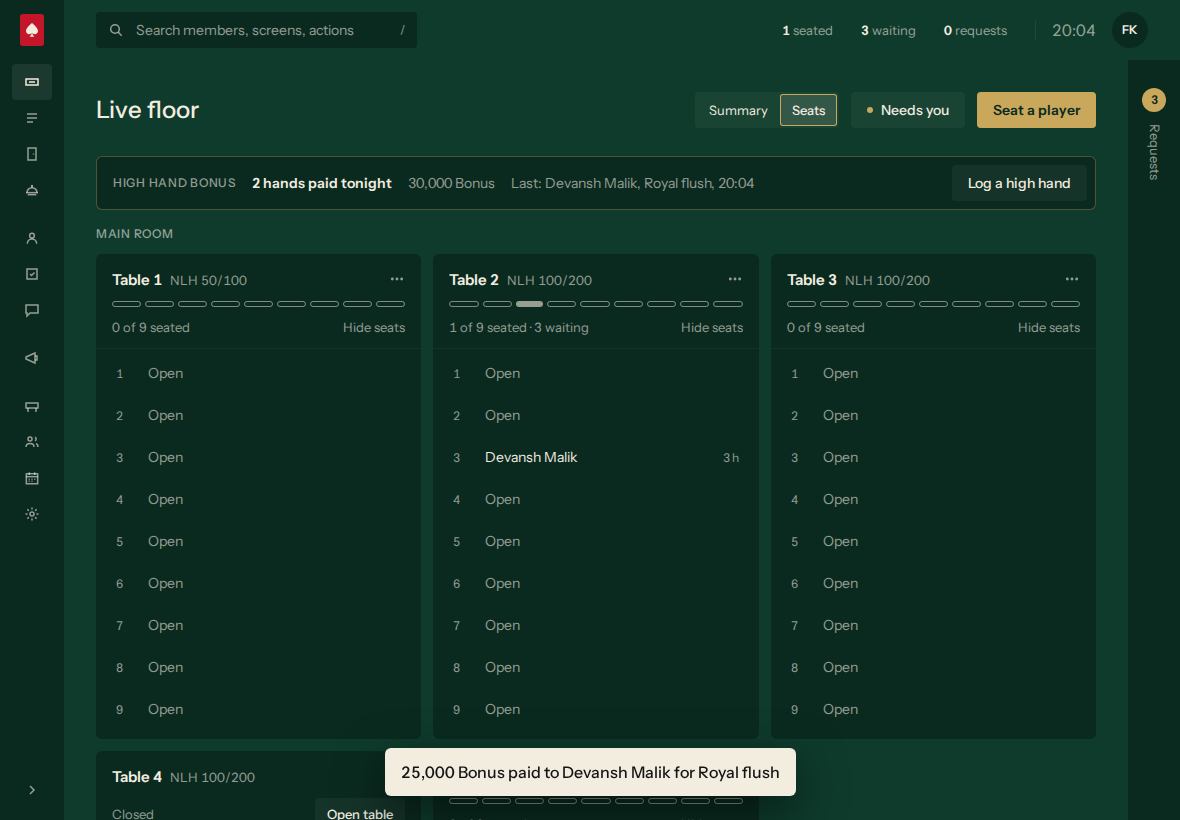 Search members, screens, actions /
1 seated 3 waiting 0 requests 20:04 FK
Live floor Summary Seats Needs you Seat a player
3
Requests
HIGH HAND BONUS 2 hands paid tonight 30,000 Bonus Last: Devansh Malik, Royal flush, 20:04 Log a high hand
MAIN ROOM
Table 1 NLH 50/100
0 of 9 seated Hide seats
1 Open
2 Open
3 Open
4 Open
5 Open
6 Open
7 Open
8 Open
9 Open
Table 2 NLH 100/200
1 of 9 seated · 3 waiting Hide seats
1 Open
2 Open
3 Devansh Malik 3 h
4 Open
5 Open
6 Open
7 Open
8 Open
9 Open
Table 3 NLH 100/200
0 of 9 seated Hide seats
1 Open
2 Open
3 Open
4 Open
5 Open
6 Open
7 Open
8 Open
9 Open
Table 4 NLH 100/200
Closed Open table
25,000 Bonus paid to Devansh Malik for Royal flush